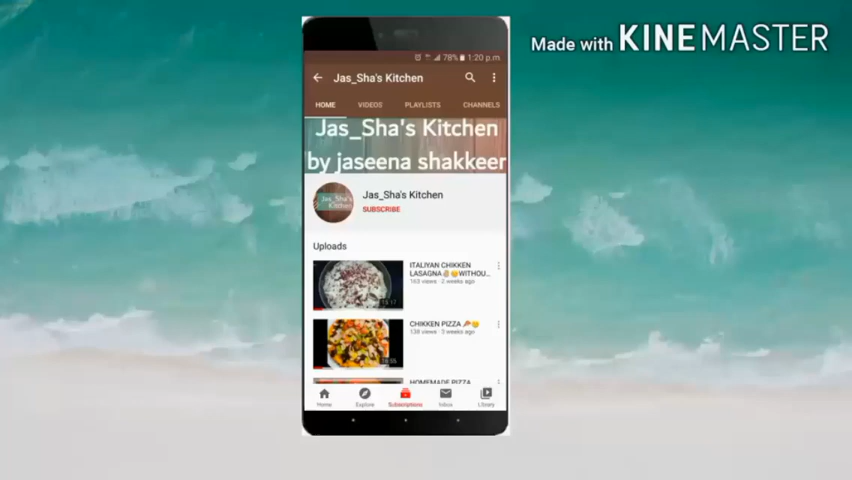 Made with KINEMASTER
78% 1:20 p.m
Jas_Sha's Kitchen
HOME VIDEOS PLAYLISTS CHANNELS
Jas_Sha's Kitchen
by jaseena shakkeer
Jas_Sha's
Kitchen
Jas_Sha's Kitchen
SUBSCRIBE
Uploads
ITALIYAN CHIKKEN
LASAGNA👌🏼😋WITHOU...
163 views · 2 weeks ago
15:17
CHIKKEN PIZZA 🍕😋
138 views · 3 weeks ago
16:55
HOMEMADE PIZZA
Home Explore Subscriptions Inbox Library